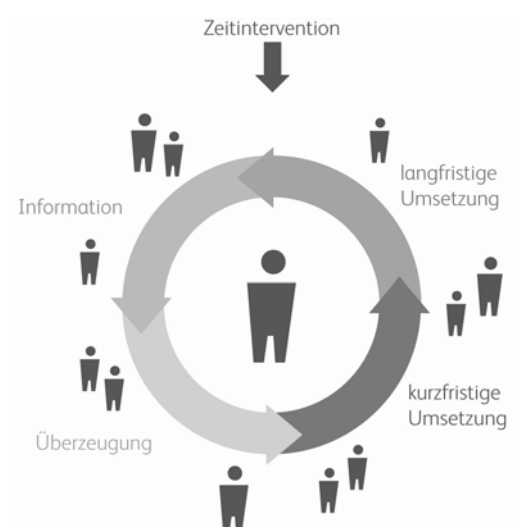 Zeitintervention
langfristige
Umsetzung
Information
kurzfristige
Umsetzung
Überzeugung